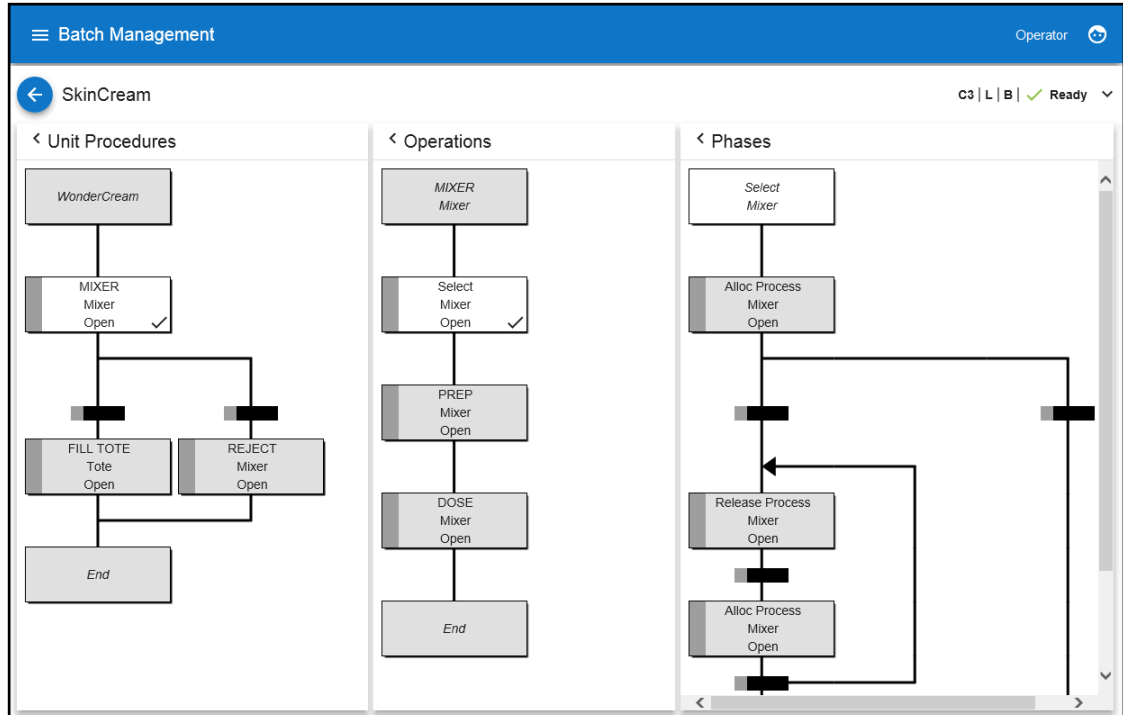 Batch Management
Operator
SkinCream
C3 | L | B | Ready
Unit Procedures
WonderCream
MIXER
Mixer
Open
FILL TOTE
Tote
Open
REJECT
Mixer
Open
End
Operations
MIXER
Mixer
Select
Mixer
Open
PREP
Mixer
Open
DOSE
Mixer
Open
End
Phases
Select
Mixer
Alloc Process
Mixer
Open
Release Process
Mixer
Open
Alloc Process
Mixer
Open